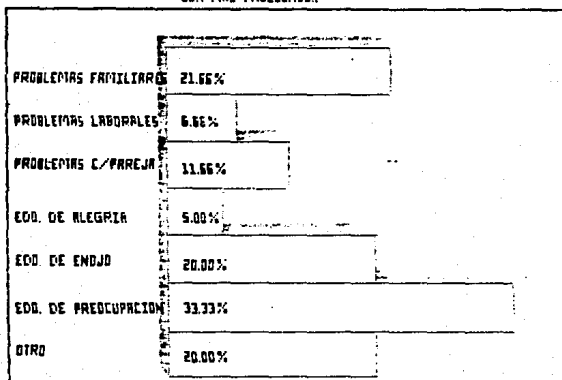 PROBLEMAS FAMILIARE 21.66%
PROBLEMAS LABORALES 6.66%
PROBLEMAS C/PAREJA 11.66%
EDO. DE ALEGRIA 5.00%
EDO. DE ENOJO 20.00%
EDO. DE PREOCUPACION 33.33%
OTRO 20.00%